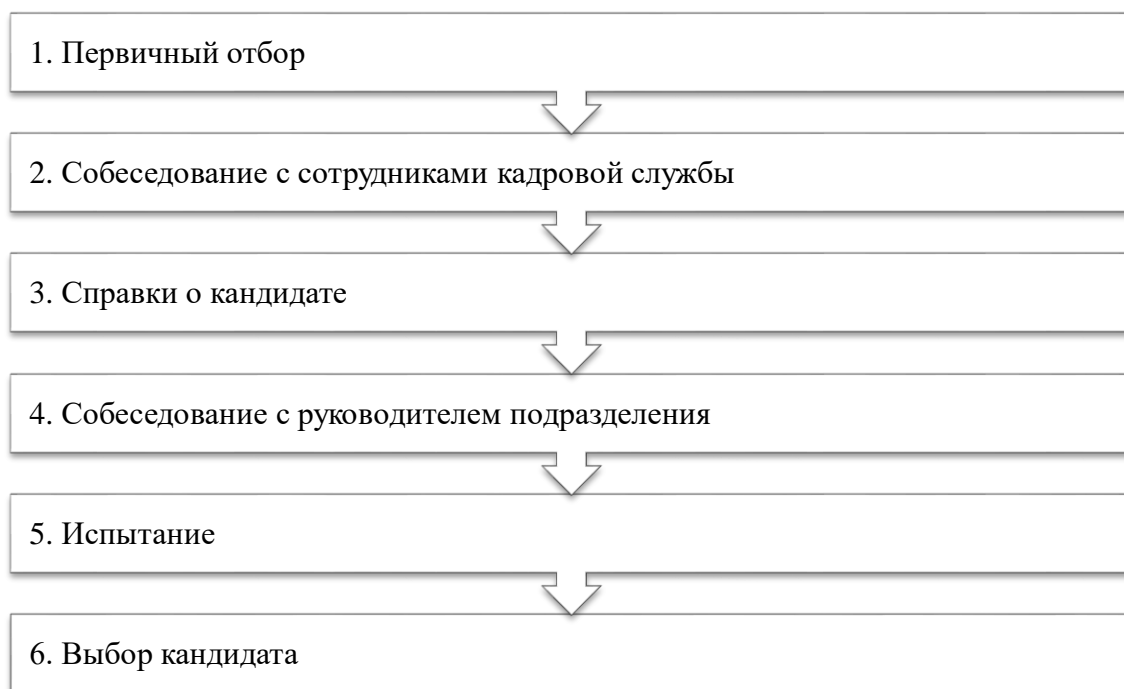 1. Первичный отбор
2. Собеседование с сотрудниками кадровой службы
3. Справки о кандидате
4. Собеседование с руководителем подразделения
5. Испытание
6. Выбор кандидата